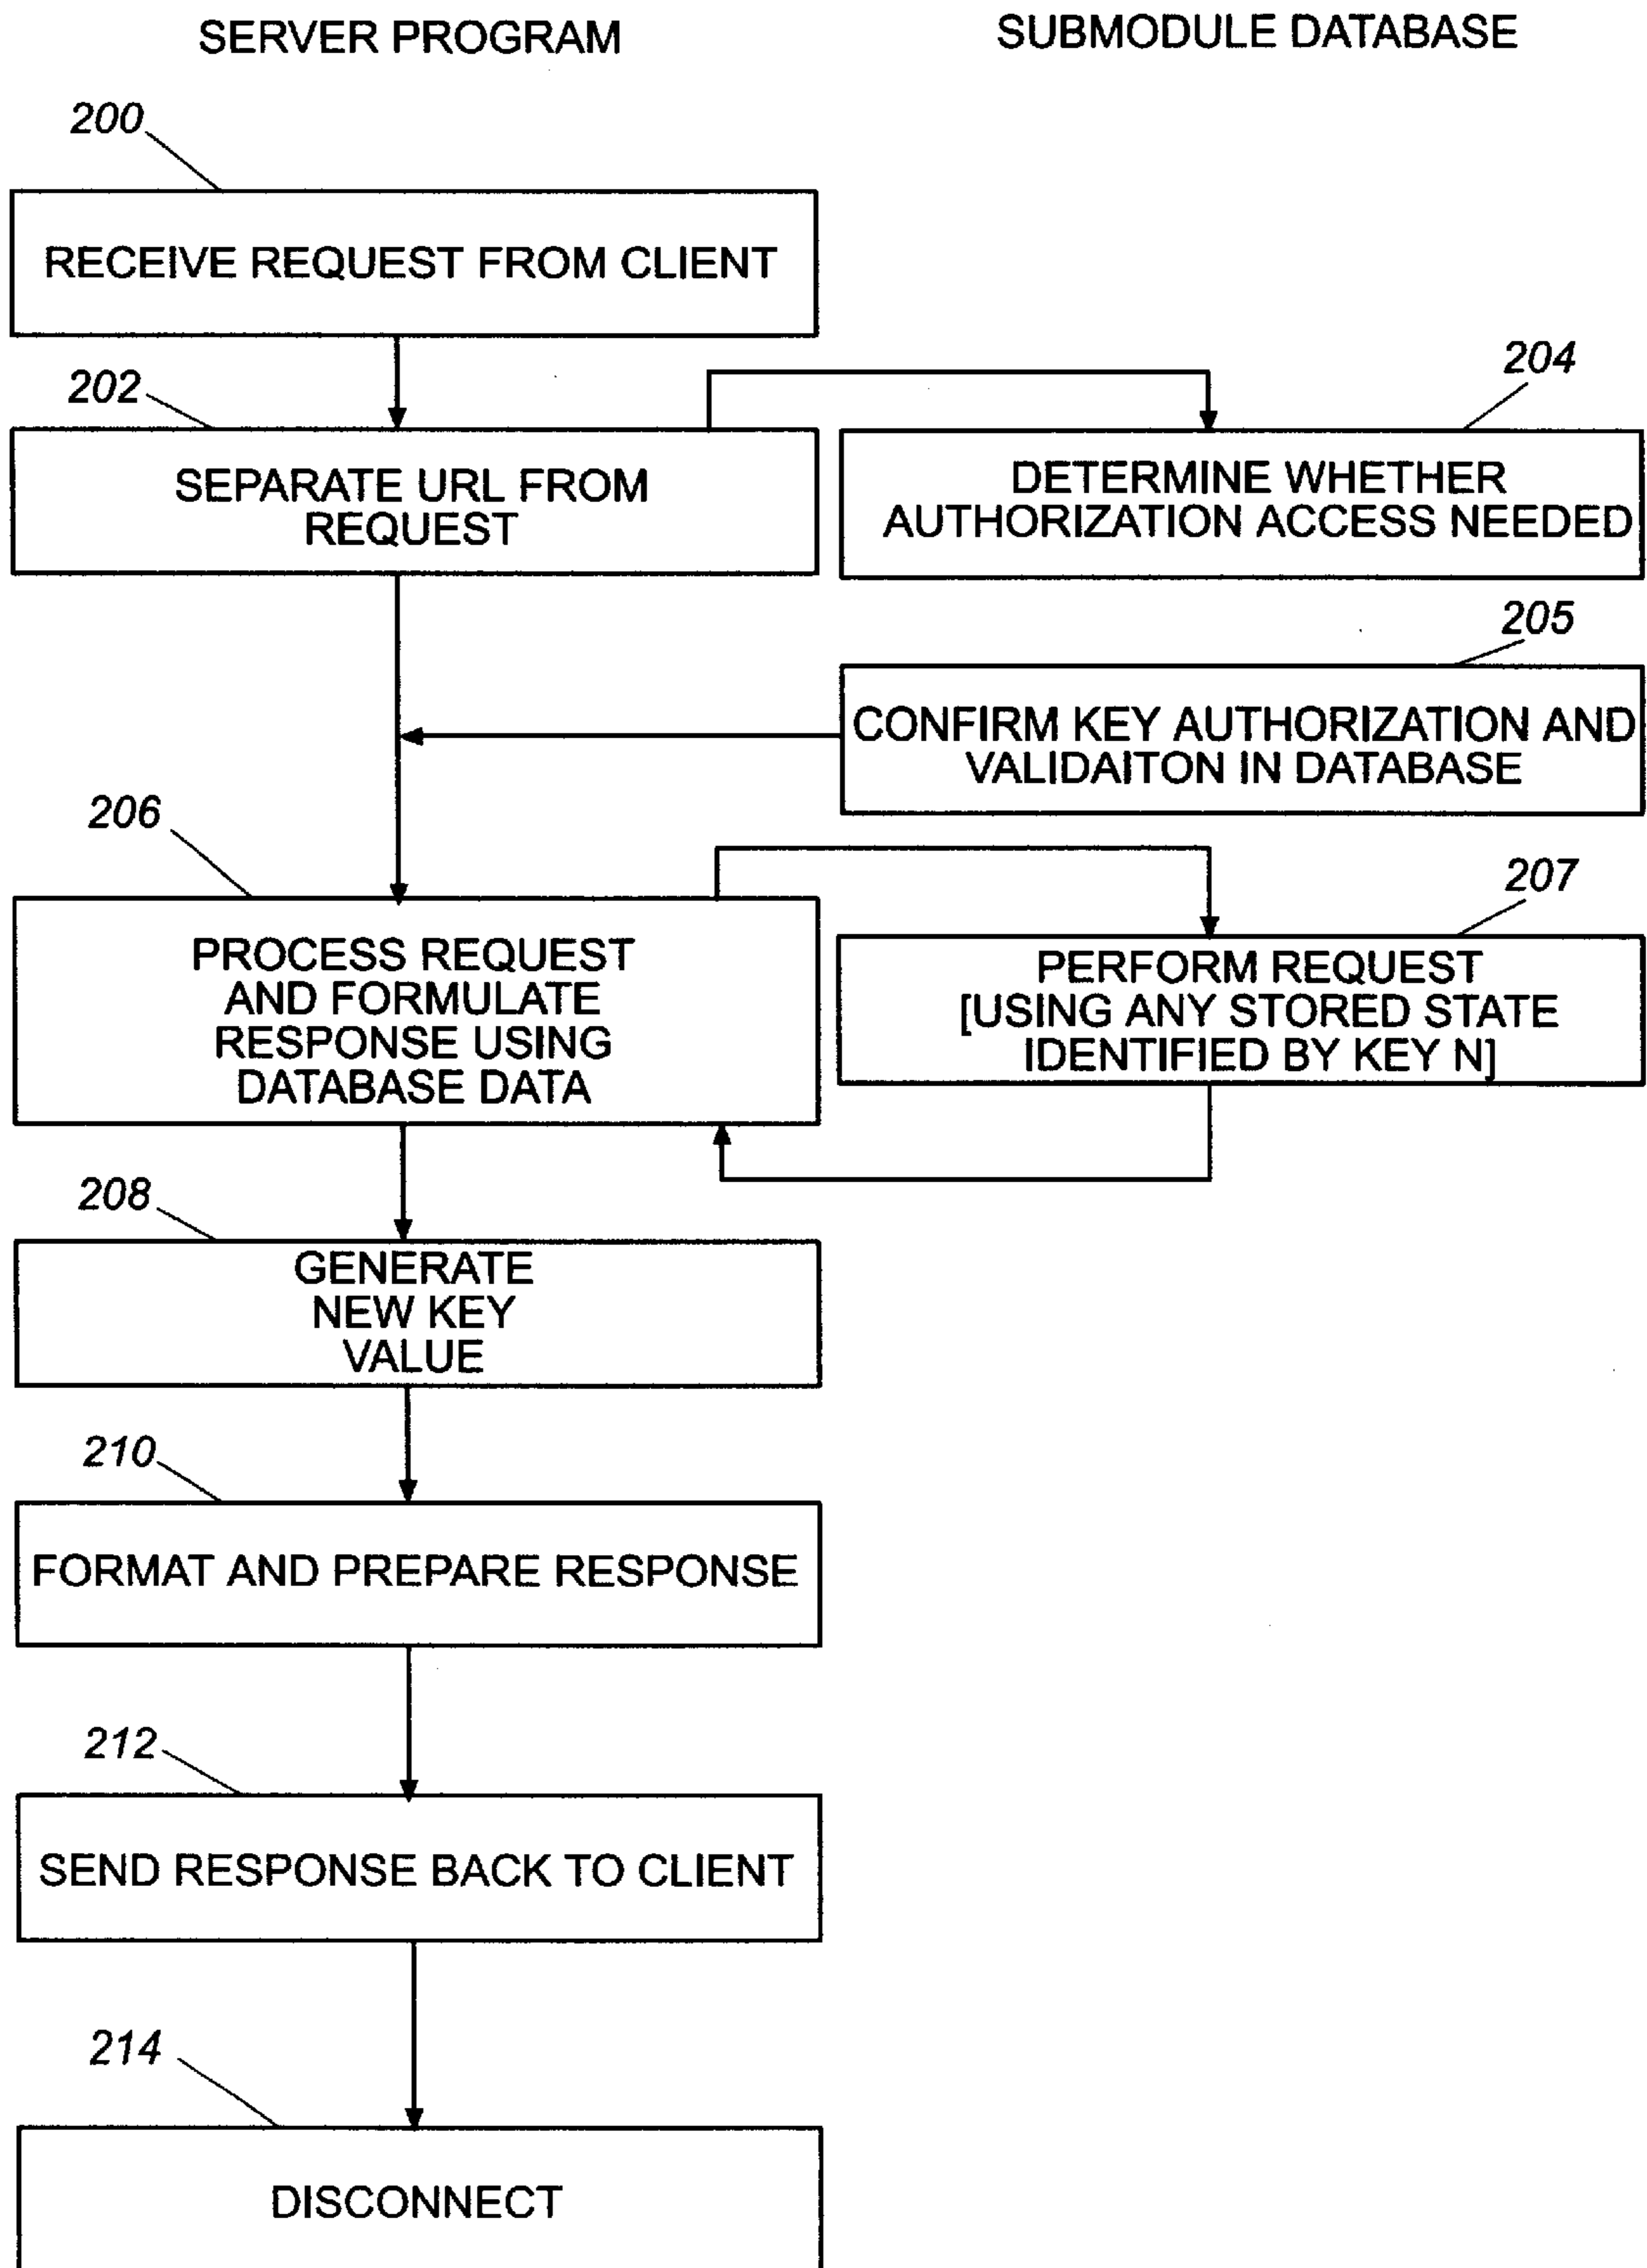 SERVER PROGRAM
SUBMODULE DATABASE
200
RECEIVE REQUEST FROM CLIENT
202
SEPARATE URL FROM
REQUEST
204
DETERMINE WHETHER
AUTHORIZATION ACCESS NEEDED
205
CONFIRM KEY AUTHORIZATION AND
VALIDAITON IN DATABASE
206
PROCESS REQUEST
AND FORMULATE
RESPONSE USING
DATABASE DATA
207
PERFORM REQUEST
[USING ANY STORED STATE
IDENTIFIED BY KEY N]
208
GENERATE
NEW KEY
VALUE
210
FORMAT AND PREPARE RESPONSE
212
SEND RESPONSE BACK TO CLIENT
214
DISCONNECT